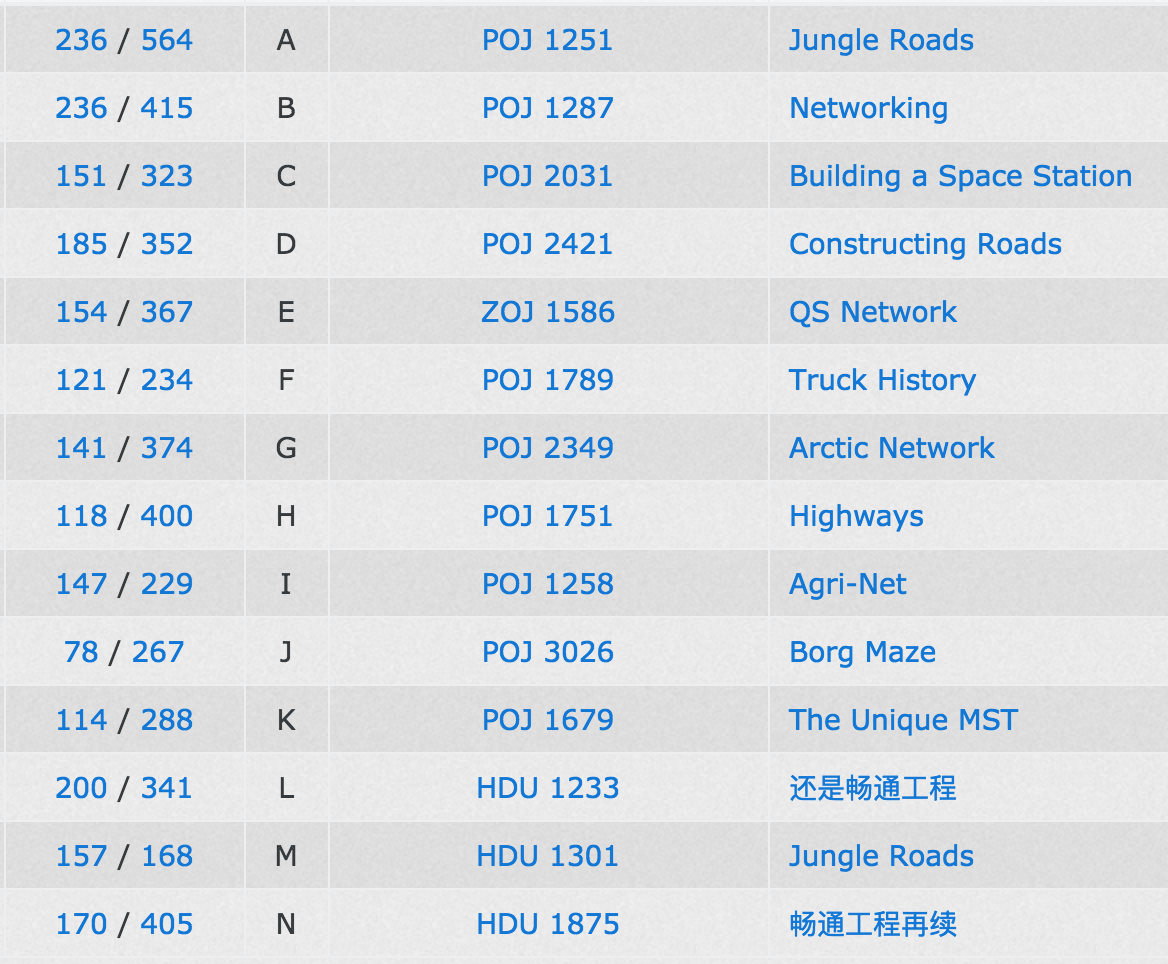 236 / 564 A POJ 1251 Jungle Roads
236 / 415 B POJ 1287 Networking
151 / 323 C POJ 2031 Building a Space Station
185 / 352 D POJ 2421 Constructing Roads
154 / 367 E ZOJ 1586 QS Network
121 / 234 F POJ 1789 Truck History
141 / 374 G POJ 2349 Arctic Network
118 / 400 H POJ 1751 Highways
147 / 229 I POJ 1258 Agri-Net
78 / 267 J POJ 3026 Borg Maze
114 / 288 K POJ 1679 The Unique MST
200 / 341 L HDU 1233 还是畅通工程
157 / 168 M HDU 1301 Jungle Roads
170 / 405 N HDU 1875 畅通工程再续